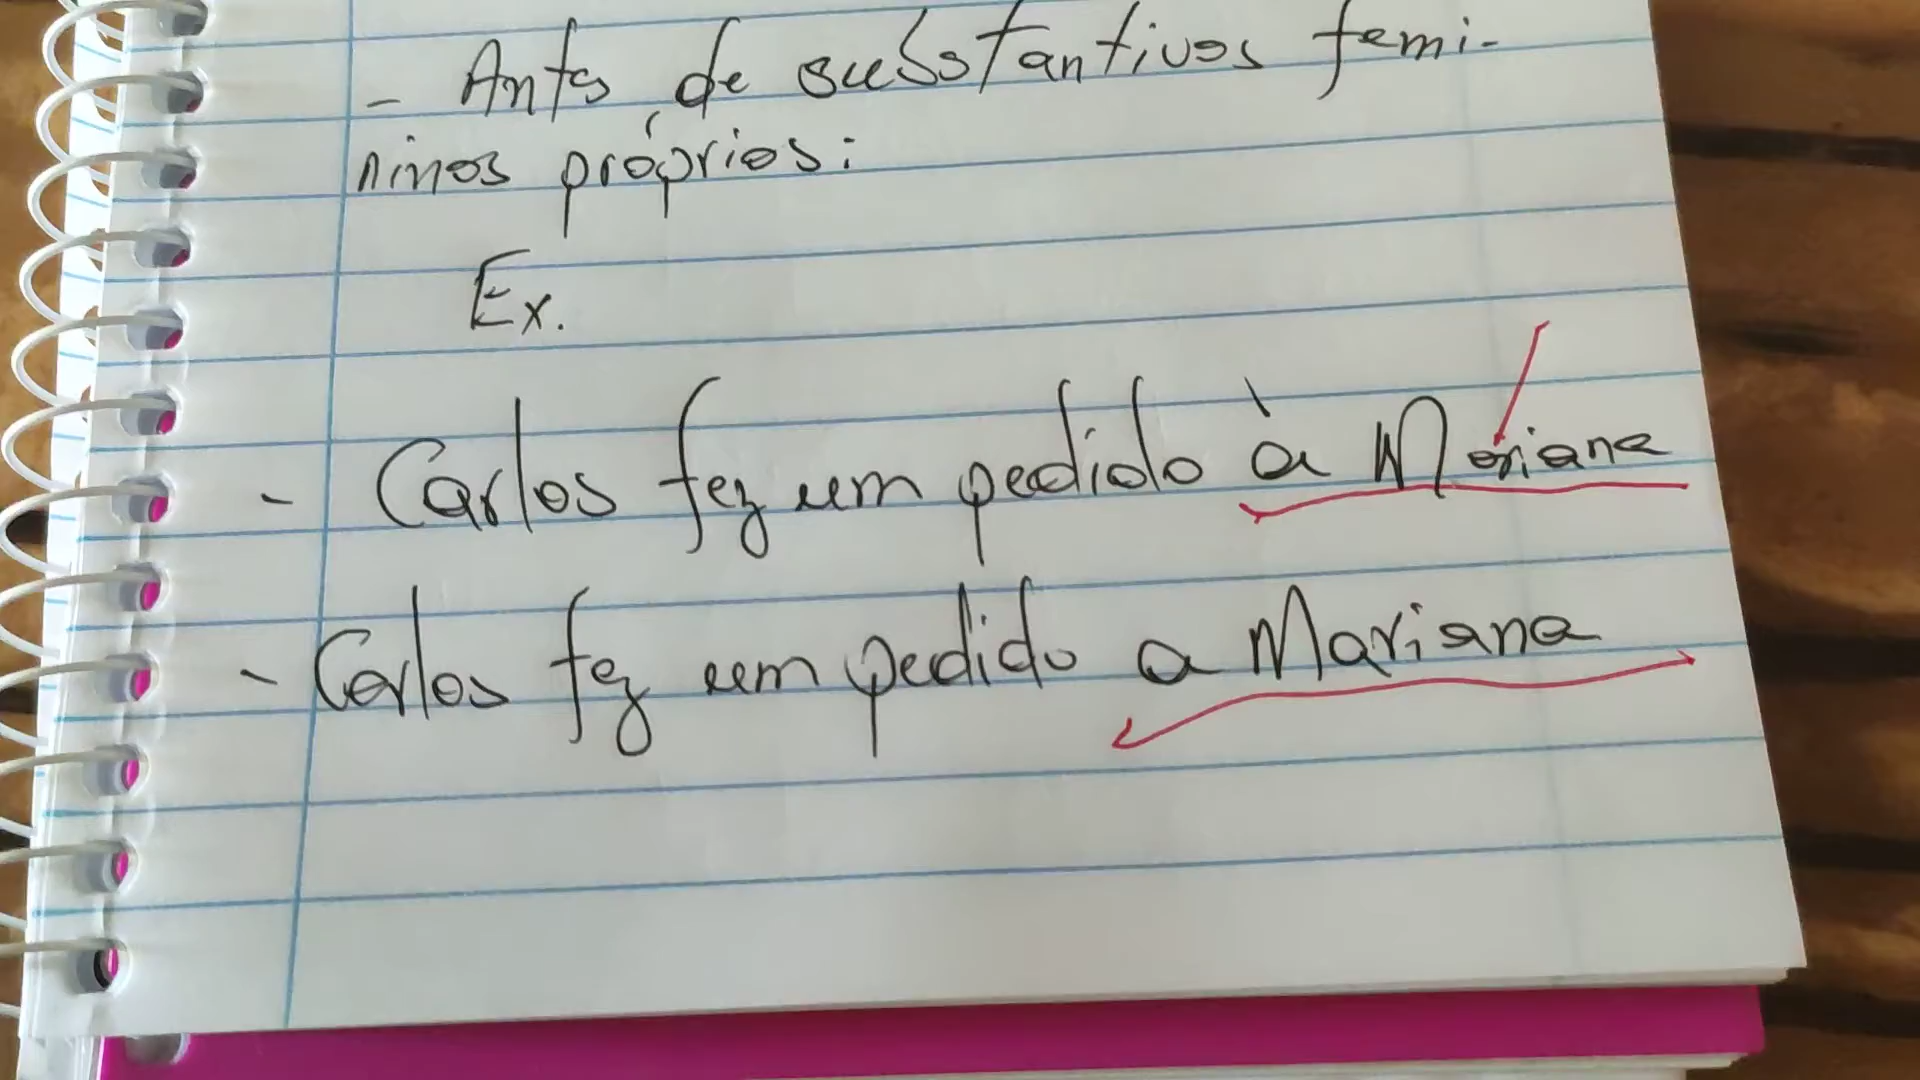 - Antes de substantivos femi-
ninos próprios:
Ex.
- Carlos fez um pedido à Mariana
- Carlos fez um pedido a Mariana